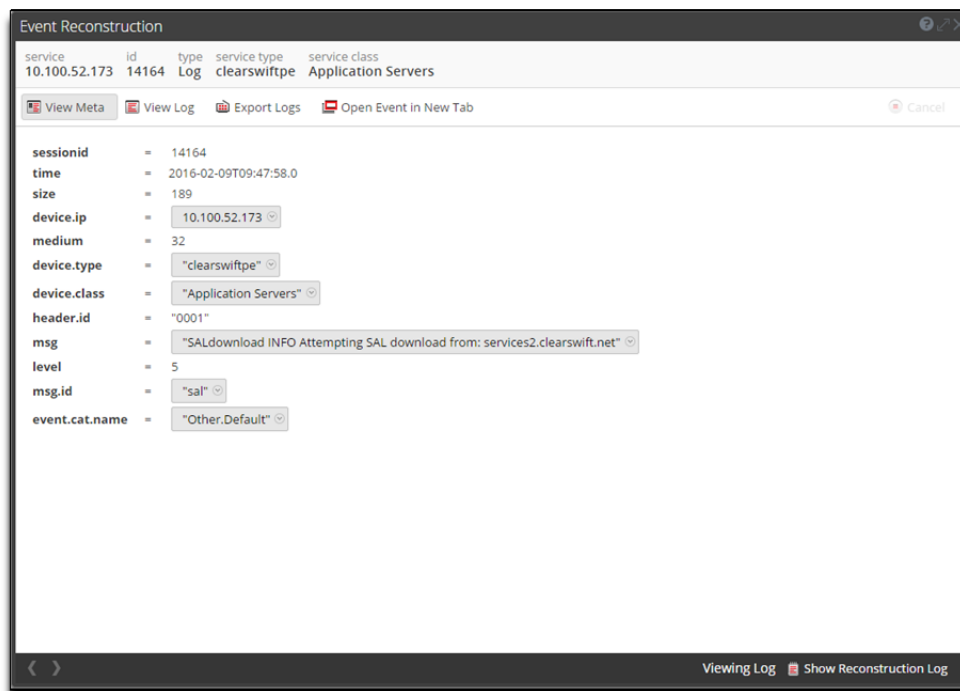 Event Reconstruction
service id type service type service class
10.100.52.173 14164 Log clearswiftpe Application Servers
View Meta View Log Export Logs Open Event in New Tab Cancel
sessionid = 14164
time = 2016-02-09T09:47:58.0
size = 189
device.ip = 10.100.52.173
medium = 32
device.type = "clearswiftpe"
device.class = "Application Servers"
header.id = "0001"
msg = "SALdownload INFO Attempting SAL download from: services2.clearswift.net"
level = 5
msg.id = "sal"
event.cat.name = "Other.Default"
Viewing Log Show Reconstruction Log